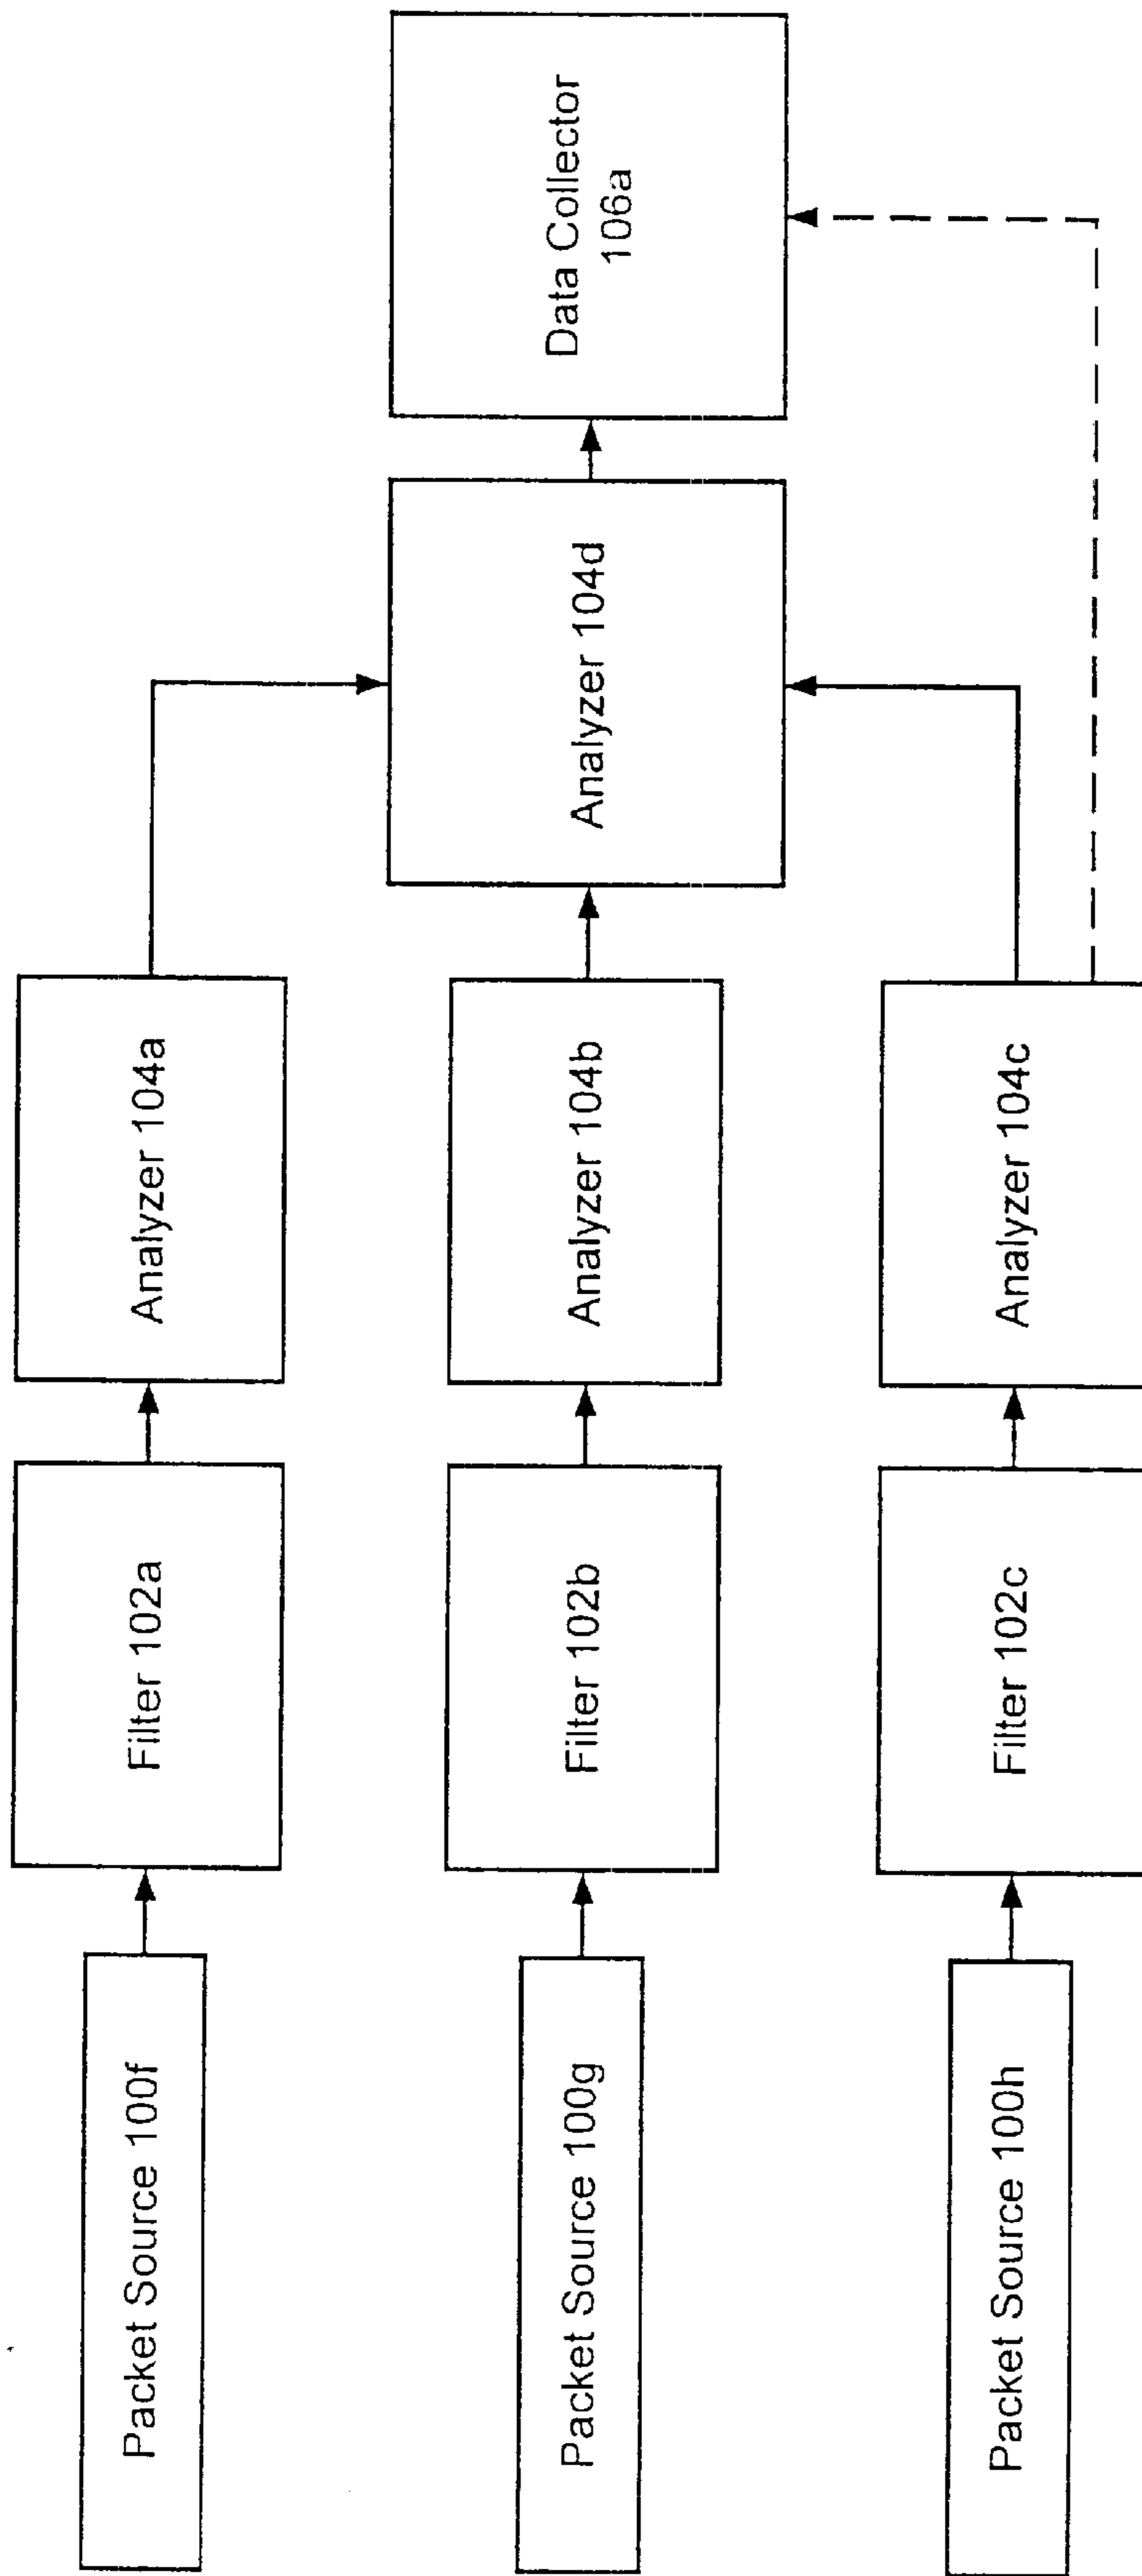 Packet Source 100f
Filter 102a
Analyzer 104a
Packet Source 100g
Filter 102b
Analyzer 104b
Analyzer 104d
Data Collector
106a
Packet Source 100h
Filter 102c
Analyzer 104c